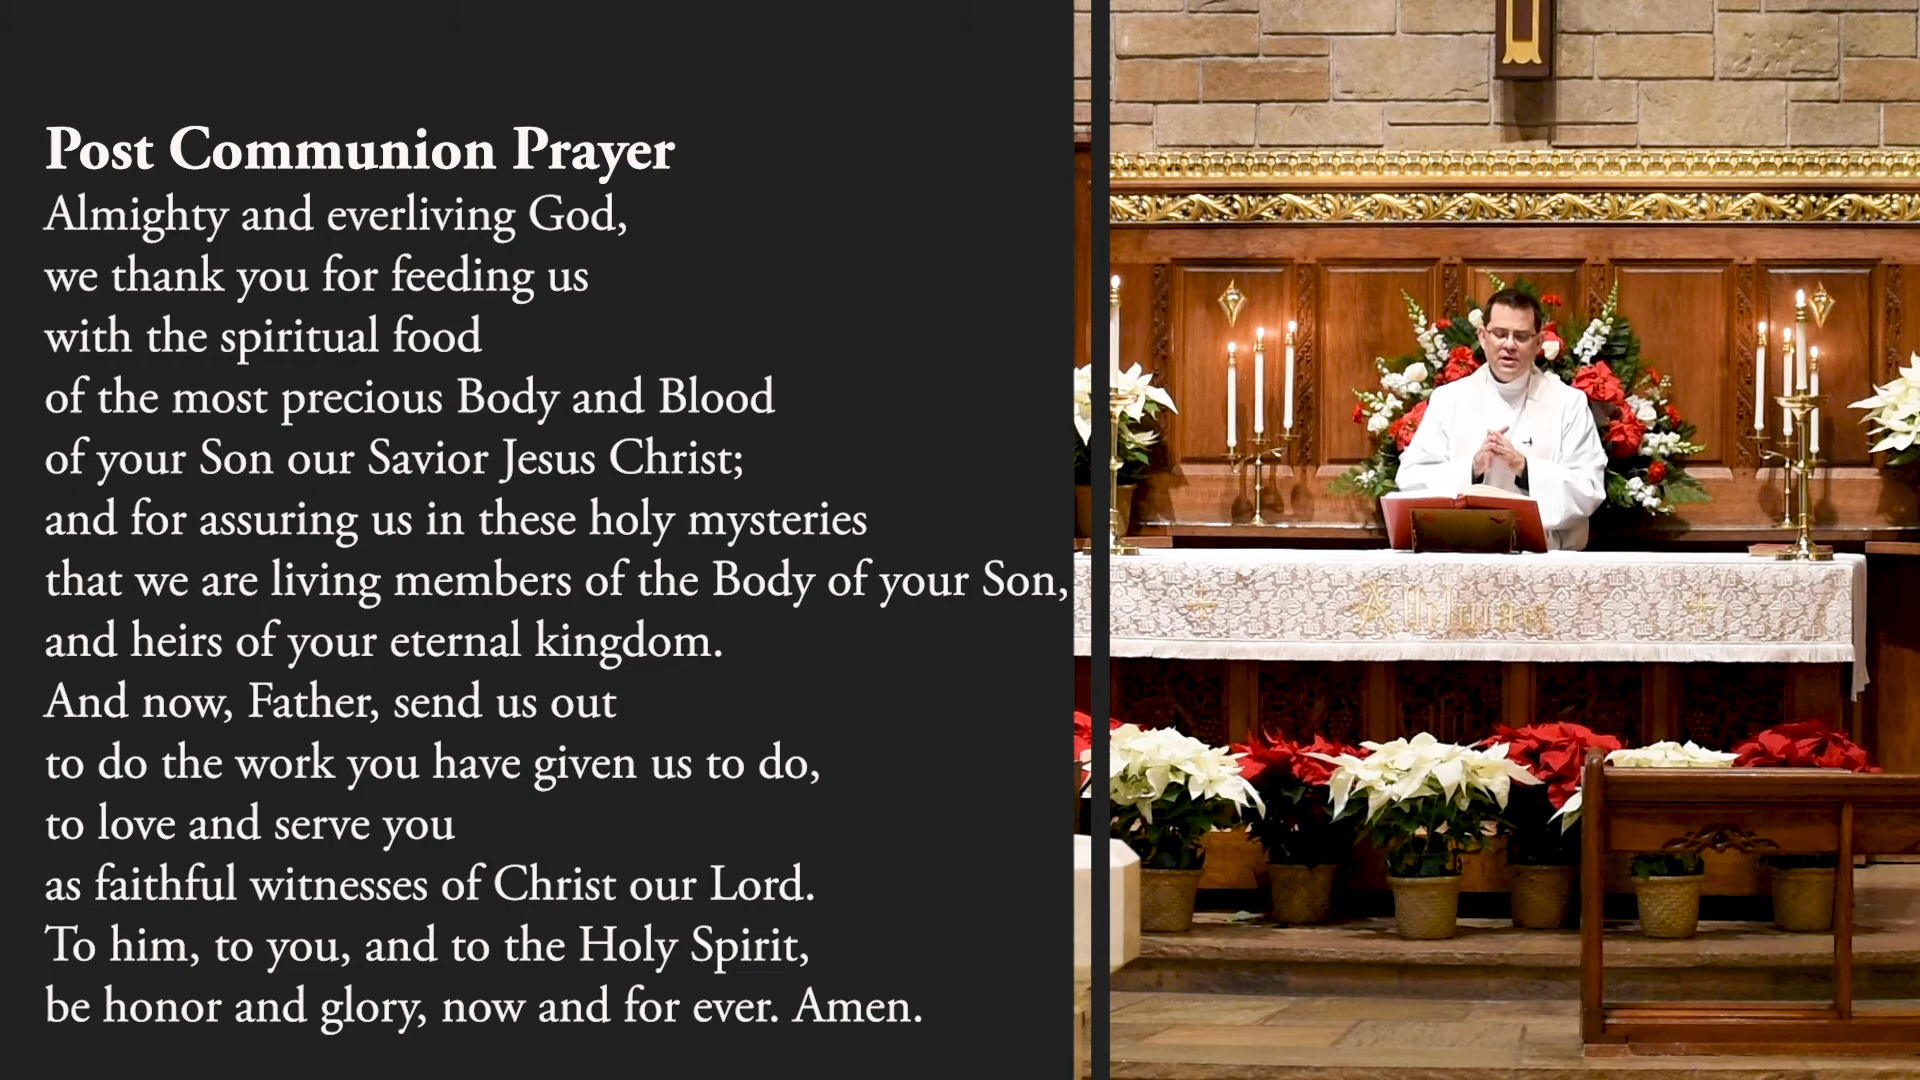 Post Communion Prayer
Almighty and everliving God,
we thank you for feeding us
with the spiritual food
of the most precious Body and Blood
of your Son our Savior Jesus Christ;
and for assuring us in these holy mysteries
that we are living members of the Body of your Son,
and heirs of your eternal kingdom.
And now, Father, send us out
to do the work you have given us to do,
to love and serve you
as faithful witnesses of Christ our Lord.
To him, to you, and to the Holy Spirit,
be honor and glory, now and for ever. Amen.